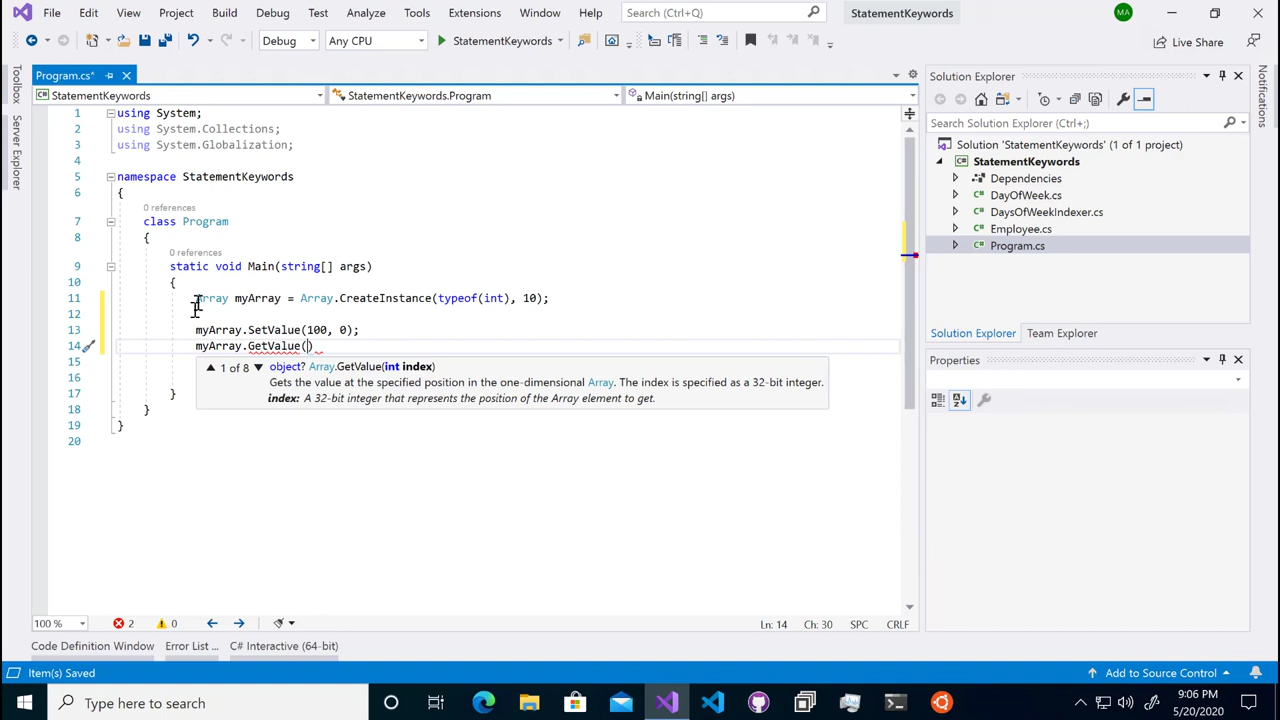 File Edit View Project Build Debug Test Analyze Tools Extensions Window Help Search (Ctrl+Q) StatementKeywords MA
Debug Any CPU StatementKeywords Live Share
Program.cs* Solution Explorer
StatementKeywords StatementKeywords.Program Main(string[] args)
Search Solution Explorer (Ctrl+;)
Toolbox
Server Explorer
Notifications
1 using System;
2 using System.Collections;
3 using System.Globalization;
4
5 namespace StatementKeywords
6 {
0 references
7 class Program
8 {
0 references
9 static void Main(string[] args)
10 {
11 Array myArray = Array.CreateInstance(typeof(int), 10);
12
13 myArray.SetValue(100, 0);
14 myArray.GetValue()
15
16
17 }
18 }
19 }
20
1 of 8 object? Array.GetValue(int index)
Gets the value at the specified position in the one-dimensional Array. The index is specified as a 32-bit integer.
index: A 32-bit integer that represents the position of the Array element to get.
Solution 'StatementKeywords' (1 of 1 project)
StatementKeywords
Dependencies
DayOfWeek.cs
DaysOfWeekIndexer.cs
Employee.cs
Program.cs
Solution Explorer Team Explorer
Properties
100 % 2 0 Ln: 14 Ch: 30 SPC CRLF
Code Definition Window Error List ... C# Interactive (64-bit)
Item(s) Saved Add to Source Control
Type here to search 9:06 PM
5/20/2020